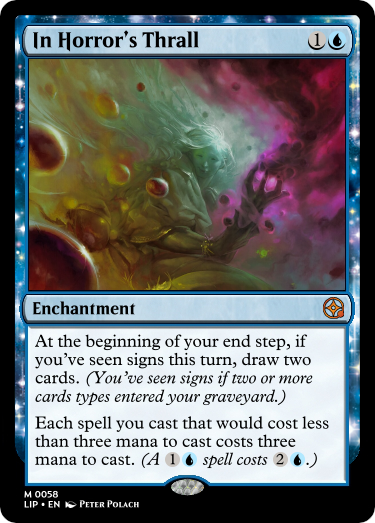 In Horror's Thrall 1
Enchantment
At the beginning of your end step, if
you've seen signs this turn, draw two
cards. (You've seen signs if two or more
cards types entered your graveyard.)
Each spell you cast that would cost less
than three mana to cast costs three
mana to cast. (A 1 spell costs 2 .)
M 0058
LIP • EN Peter Polach